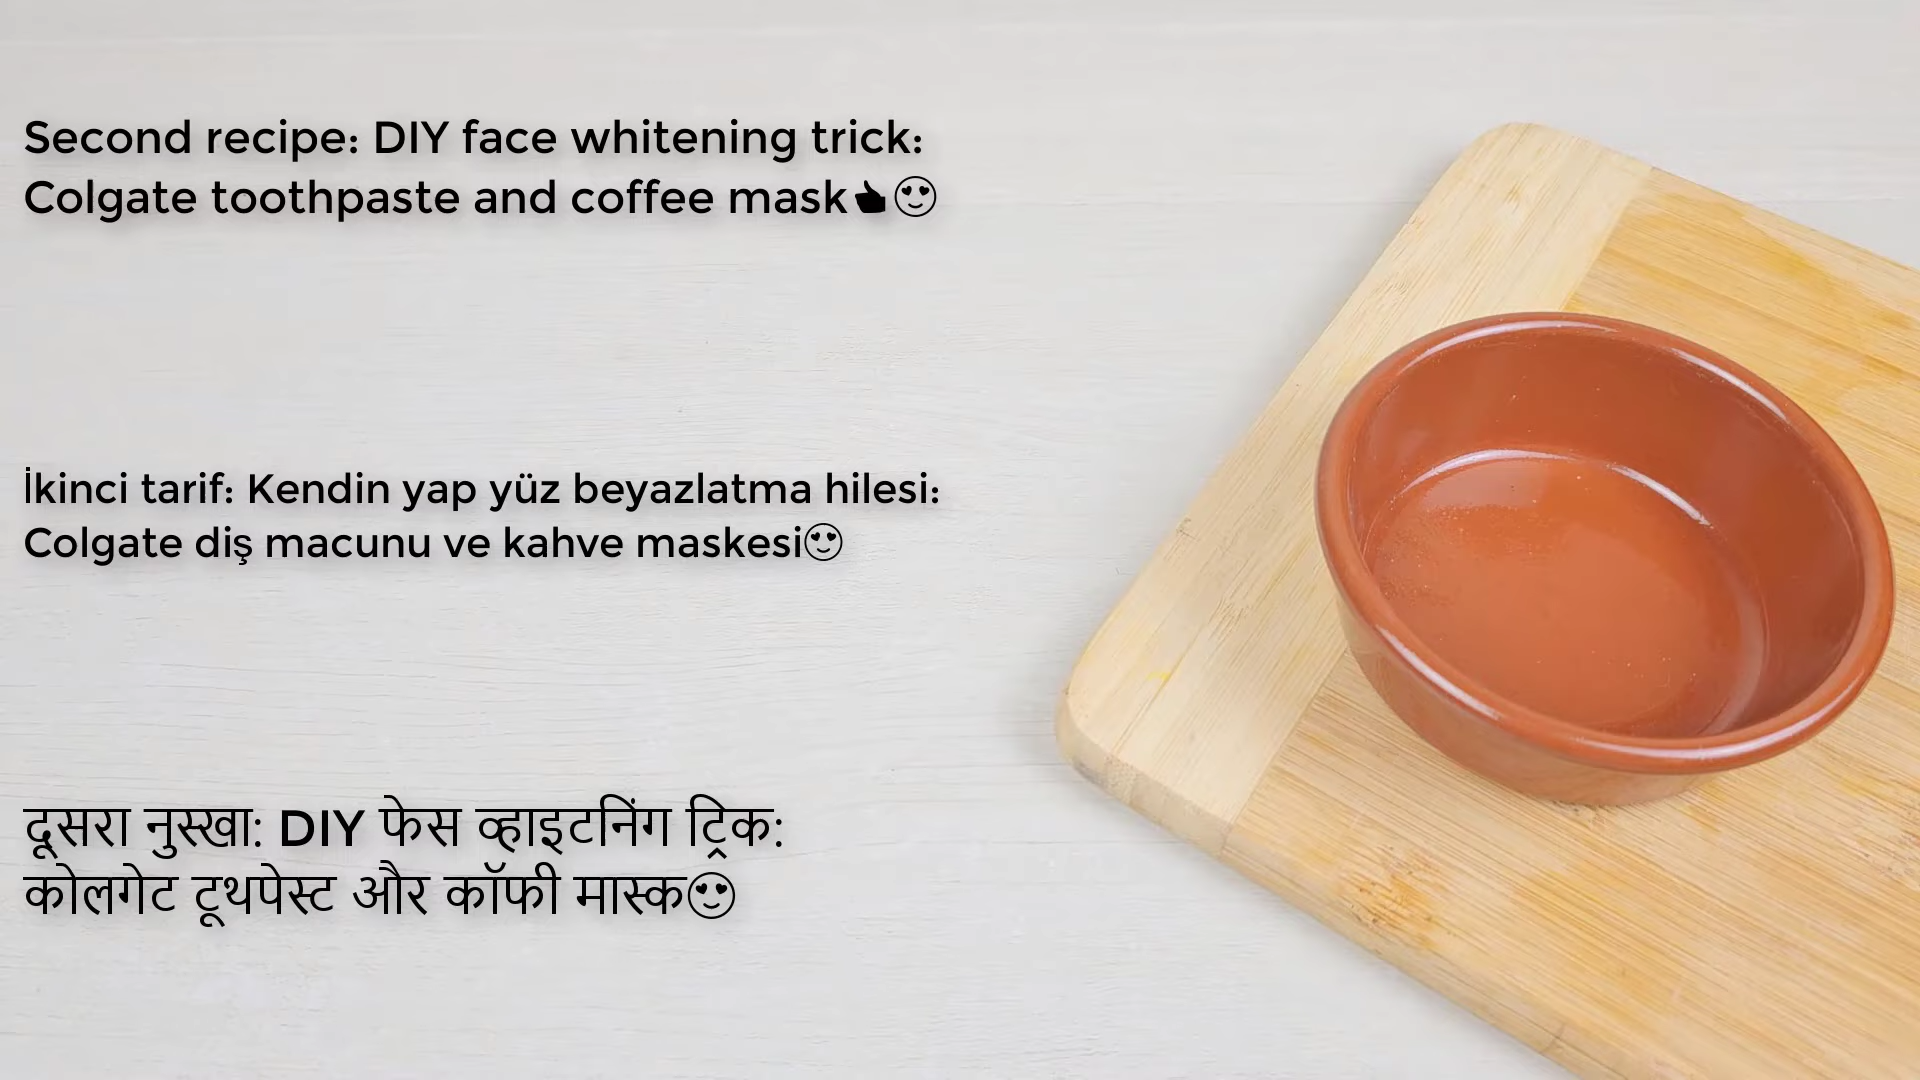 Second recipe: DIY face whitening trick:
Colgate toothpaste and coffee mask👍😍
İkinci tarif: Kendin yap yüz beyazlatma hilesi:
Colgate diş macunu ve kahve maskesi😍
दूसरा नुस्खा: DIY फेस व्हाइटनिंग ट्रिक:
कोलगेट टूथपेस्ट और कॉफी मास्क😍